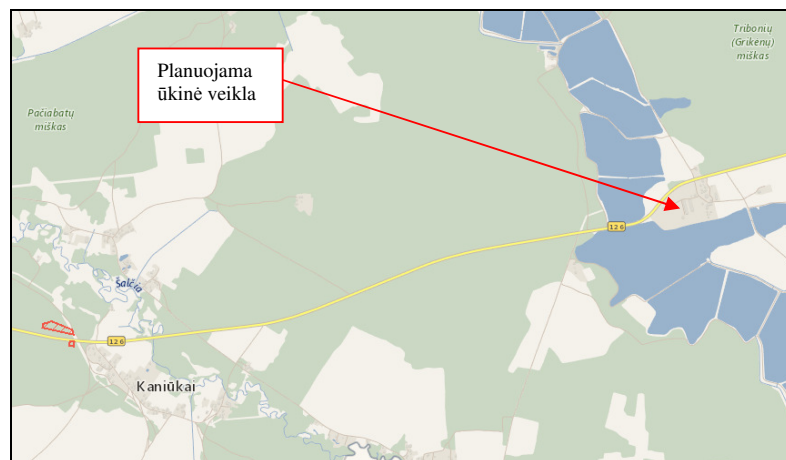 Tribonių
(Grikenų)
miškas
Planuojama
ūkinė veikla
Pačiabatų
miškas
126
Šalčia
126
Kaniūkai